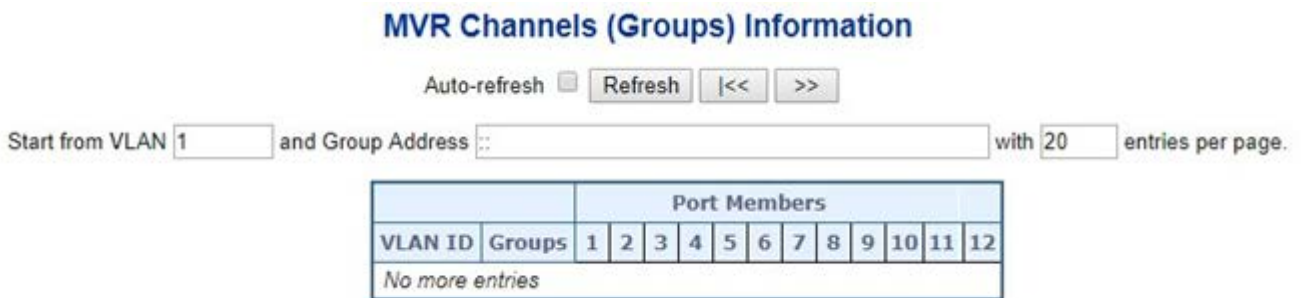 MVR Channels (Groups) Information
Auto-refresh Refresh |<< >>
Start from VLAN 1 and Group Address :: with 20 entries per page.
Port Members
VLAN ID Groups 1 2 3 4 5 6 7 8 9 10 11 12
No more entries